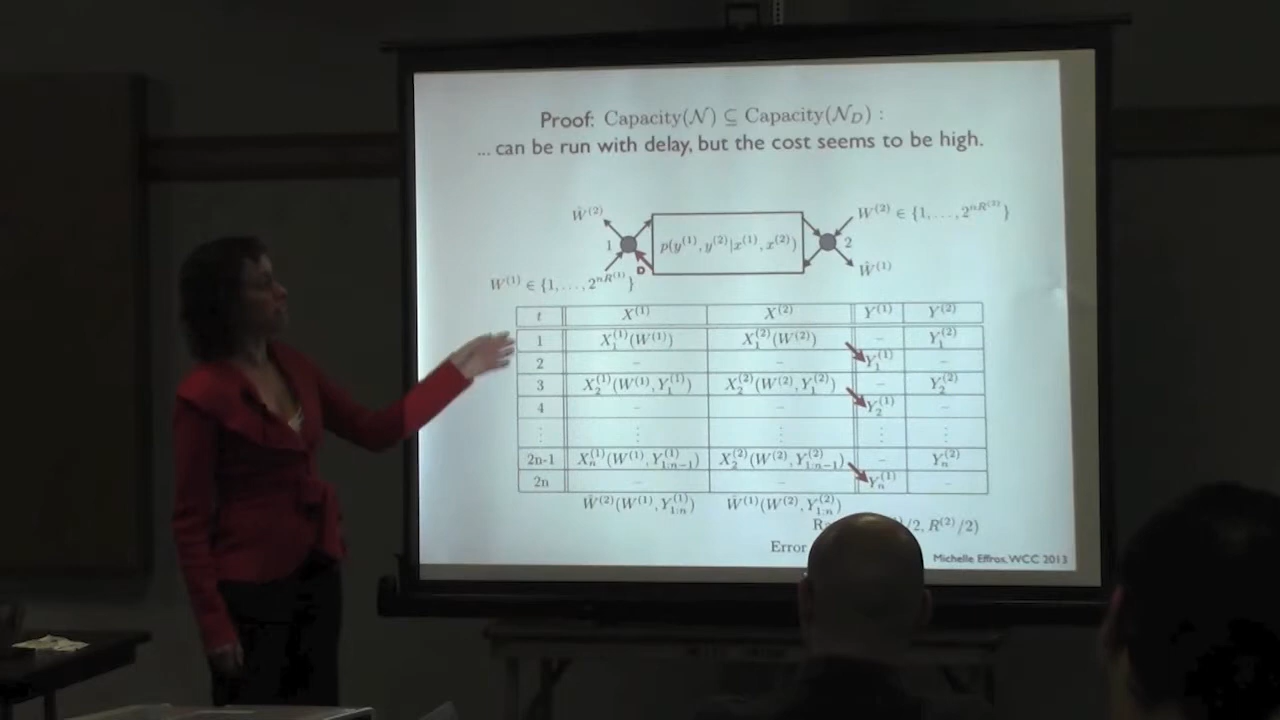 Proof: Capacity(𝒩) ⊆ Capacity(𝒩_D) :
... can be run with delay, but the cost seems to be high.
Ŵ^(2)
W^(2) ∈ {1, . . . , 2^{nR^(2)}}
1
p(y^(1), y^(2)|x^(1), x^(2))
2
D
Ŵ^(1)
W^(1) ∈ {1, . . . , 2^{nR^(1)}}
t X^(1) X^(2) Y^(1) Y^(2)
1 X_1^(1)(W^(1)) X_1^(2)(W^(2)) – Y_1^(2)
2 – – Y_1^(1) –
3 X_2^(1)(W^(1), Y_1^(1)) X_2^(2)(W^(2), Y_1^(2)) – Y_2^(2)
4 – – Y_2^(1) –
⋮ ⋮ ⋮ ⋮ ⋮
2n-1 X_n^(1)(W^(1), Y_{1:n−1}^(1)) X_2^(2)(W^(2), Y_{1:n−1}^(2)) – Y_n^(2)
2n – – Y_n^(1) –
Ŵ^(2)(W^(1), Y_{1:n}^(1)) Ŵ^(1)(W^(2), Y_{1:n}^(2))
/2, R^(2)/2)
Error
Michelle Effros, WCC 2013